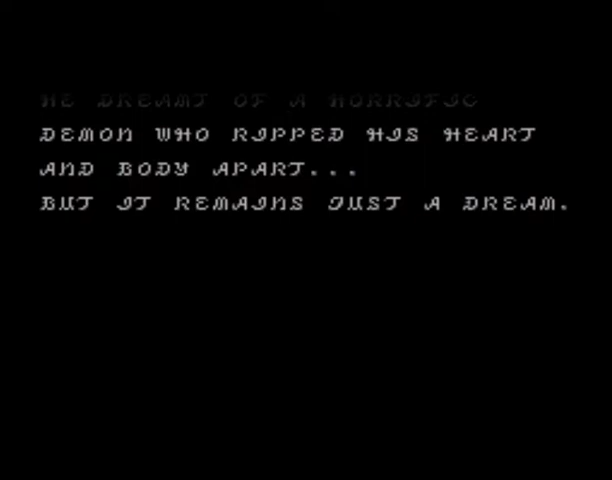 HE DREAMT OF A HORRIFIC
DEMON WHO RIPPED HIS HEART
AND BODY APART...
BUT IT REMAINS JUST A DREAM.